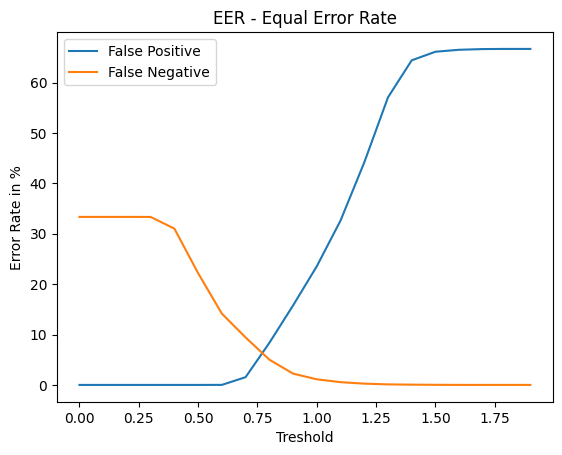 EER - Equal Error Rate
False Positive
False Negative
Error Rate in %
60
50
40
30
20
10
0
0.00 0.25 0.50 0.75 1.00 1.25 1.50 1.75
Treshold